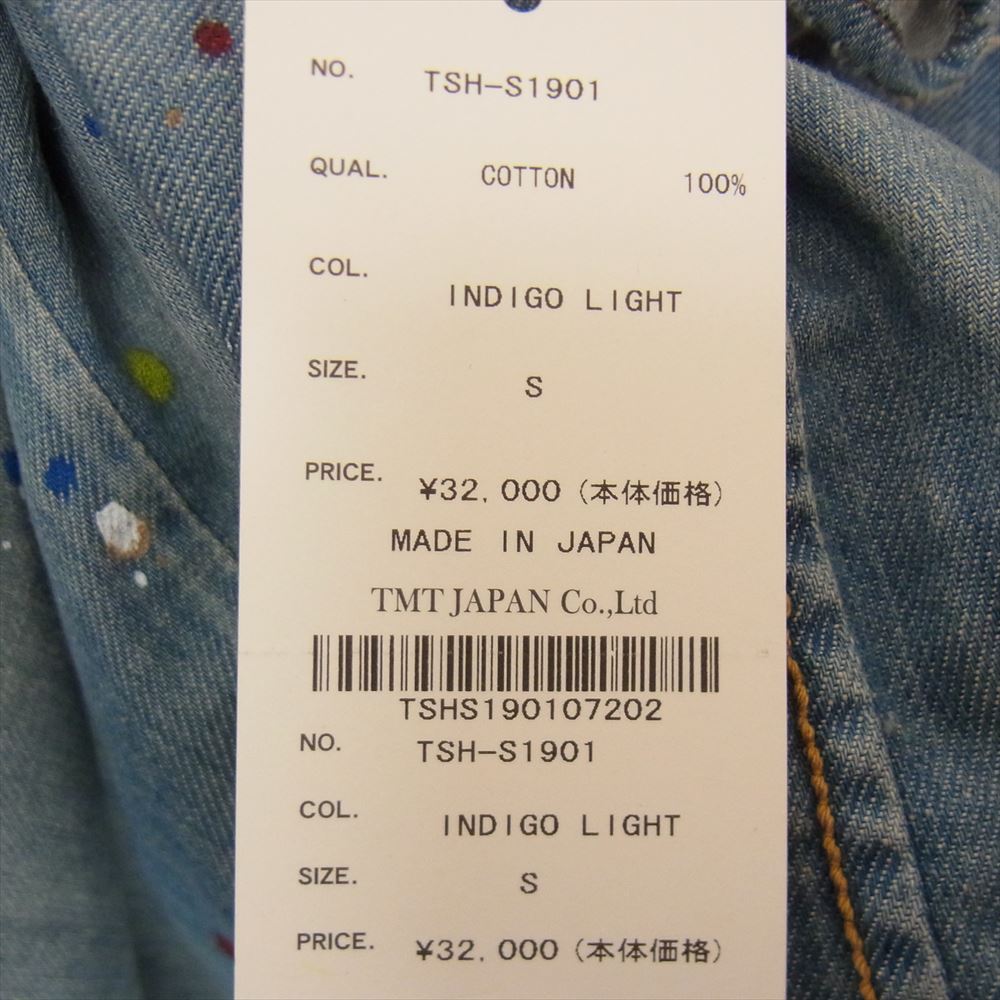 NO. TSH-S1901
QUAL. COTTON 100%
COL. INDIGO LIGHT
SIZE. S
PRICE. ¥32,000(本体価格)
MADE IN JAPAN
TMT JAPAN Co.,Ltd
TSHS190107202
NO. TSH-S1901
COL. INDIGO LIGHT
SIZE. S
PRICE. ¥32,000(本体価格)